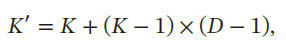 K′ = K + (K − 1) × (D − 1),